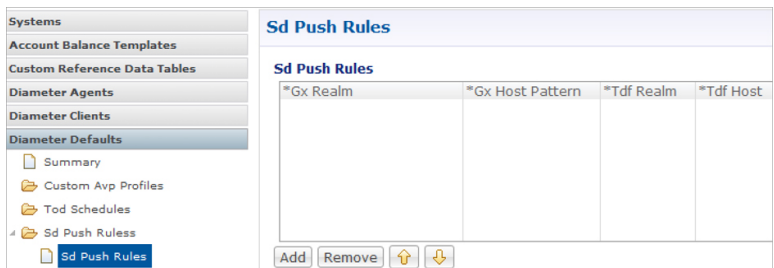 Systems
Account Balance Templates
Custom Reference Data Tables
Diameter Agents
Diameter Clients
Diameter Defaults
Summary
Custom Avp Profiles
Tod Schedules
Sd Push Ruless
Sd Push Rules
Sd Push Rules
Sd Push Rules
*Gx Realm *Gx Host Pattern *Tdf Realm *Tdf Host
Add Remove